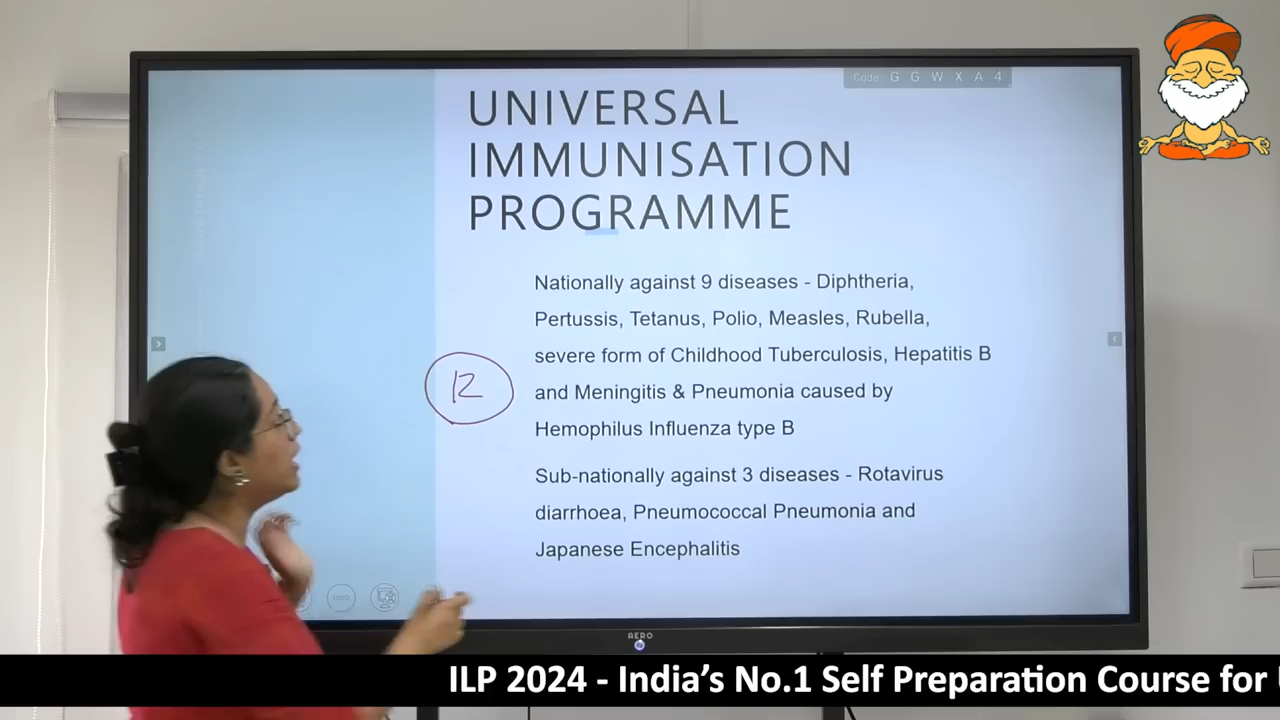 Code: G G W X A 4
UNIVERSAL
IMMUNISATION
PROGRAMME
Nationally against 9 diseases - Diphtheria,
Pertussis, Tetanus, Polio, Measles, Rubella,
severe form of Childhood Tuberculosis, Hepatitis B
and Meningitis & Pneumonia caused by
Hemophilus Influenza type B
12
Sub-nationally against 3 diseases - Rotavirus
diarrhoea, Pneumococcal Pneumonia and
Japanese Encephalitis
AERO
ILP 2024 - India's No.1 Self Preparation Course for